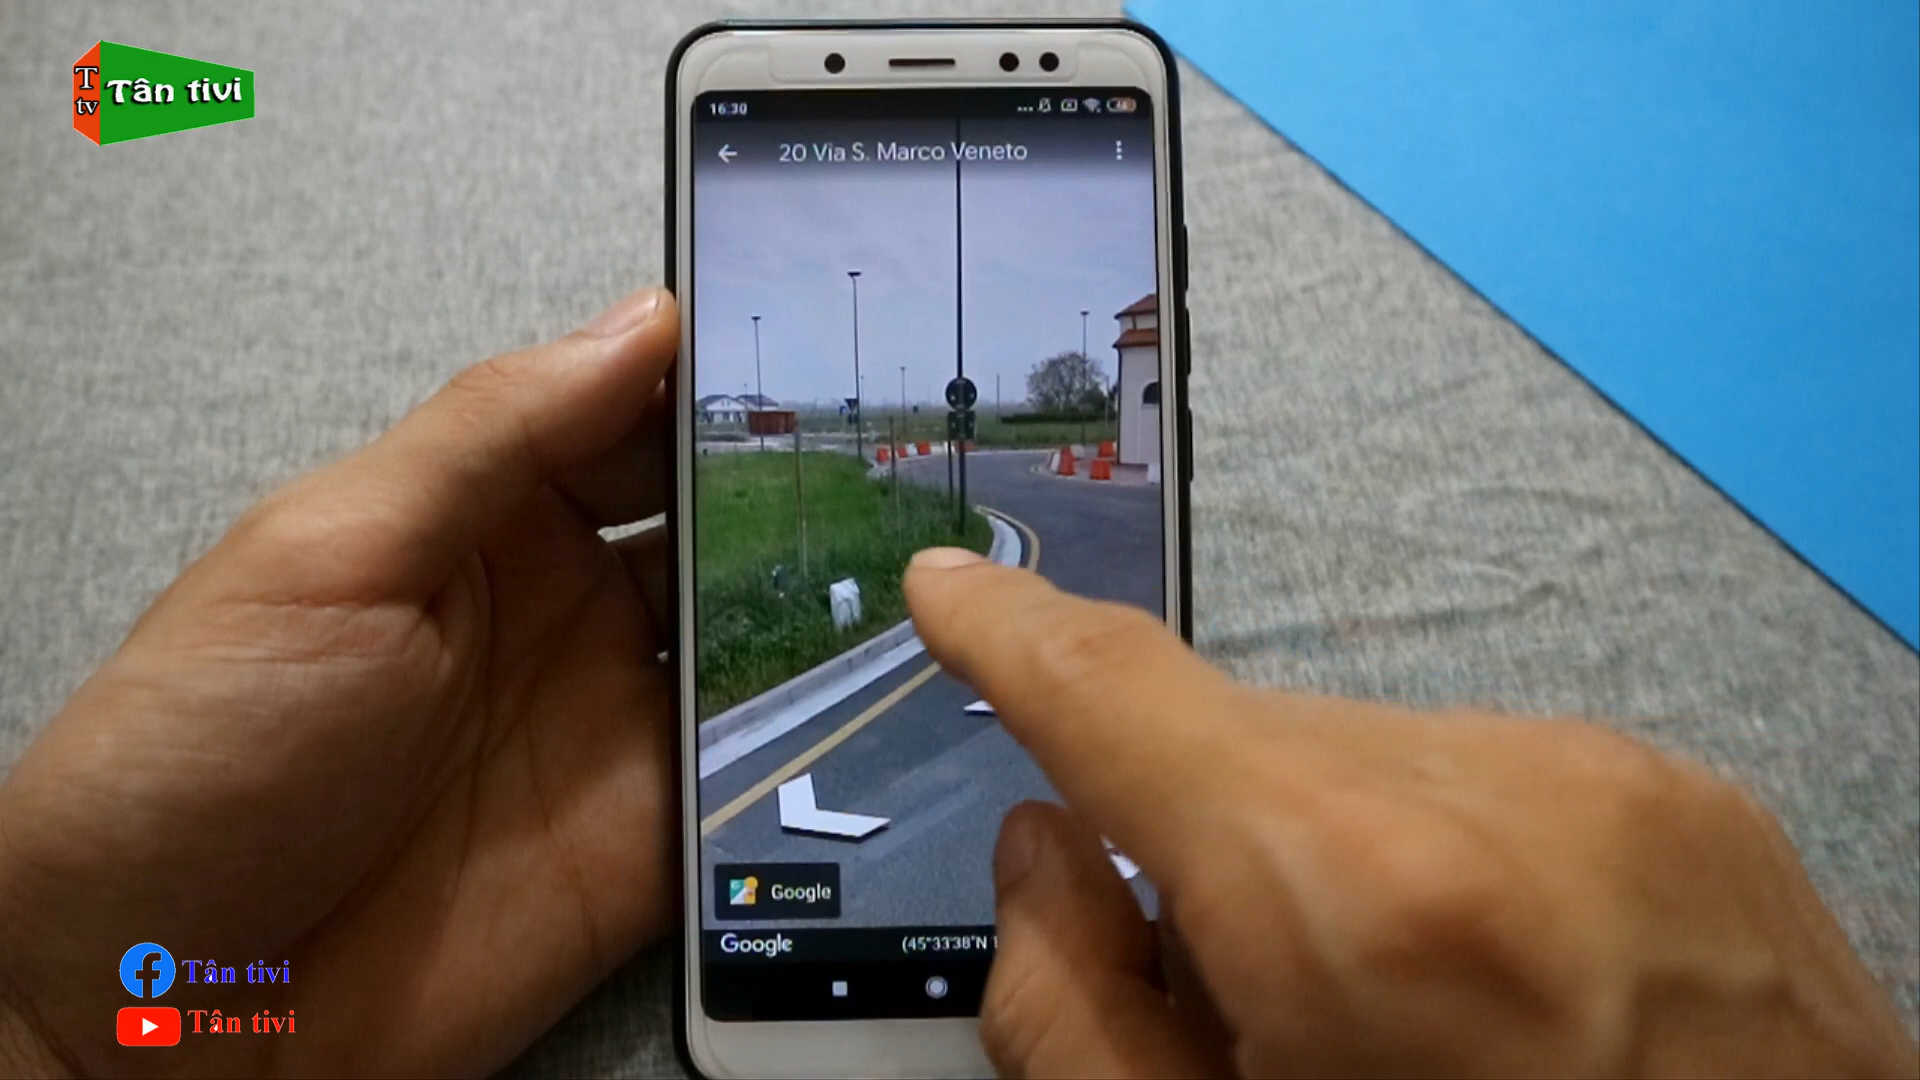 T
tv
Tân tivi
16:30
20 Via S. Marco Veneto
Google
Google
(45°33'38"N
Tân tivi
Tân tivi